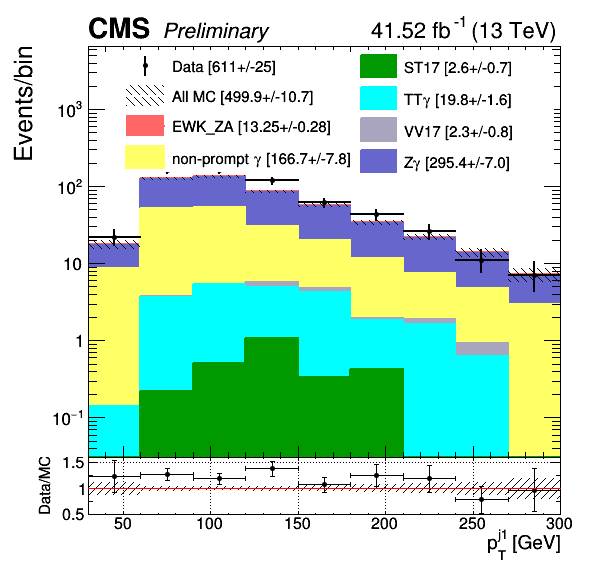 CMS Preliminary 41.52 fb⁻¹ (13 TeV)
Events/bin
Data [611+/-25]
All MC [499.9+/-10.7]
EWK_ZA [13.25+/-0.28]
non-prompt γ [166.7+/-7.8]
ST17 [2.6+/-0.7]
TTγ [19.8+/-1.6]
VV17 [2.3+/-0.8]
Zγ [295.4+/-7.0]
10³
10²
10
1
10⁻¹
Data/MC
1.5
1
0.5
50 100 150 200 250 300
p_T^{j1} [GeV]